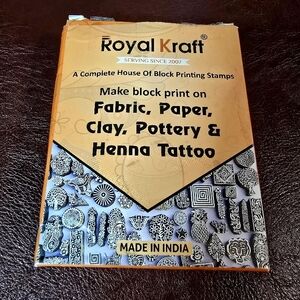 Royal Kraft®
SERVING SINCE 2007
A Complete House Of Block Printing Stamps
Make block print on
Fabric, Paper,
Clay, Pottery &
Henna Tattoo
MADE IN INDIA